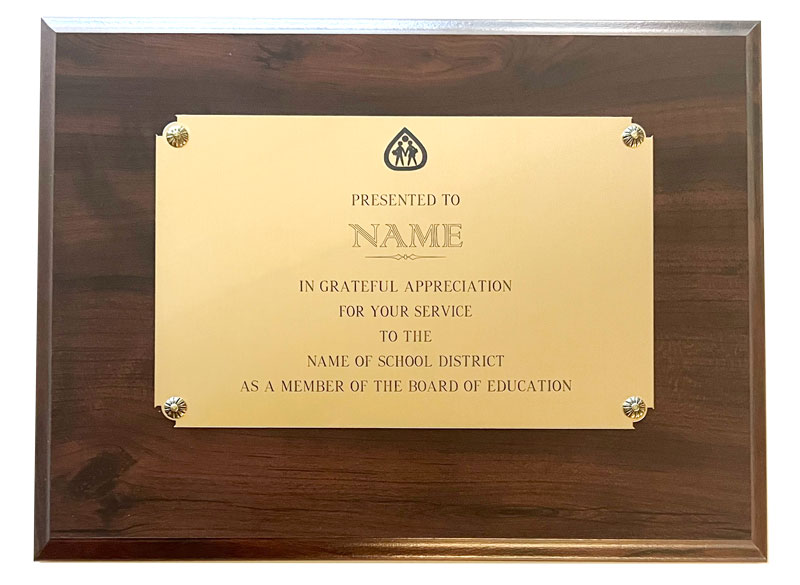 PRESENTED TO
NAME
IN GRATEFUL APPRECIATION
FOR YOUR SERVICE
TO THE
NAME OF SCHOOL DISTRICT
AS A MEMBER OF THE BOARD OF EDUCATION